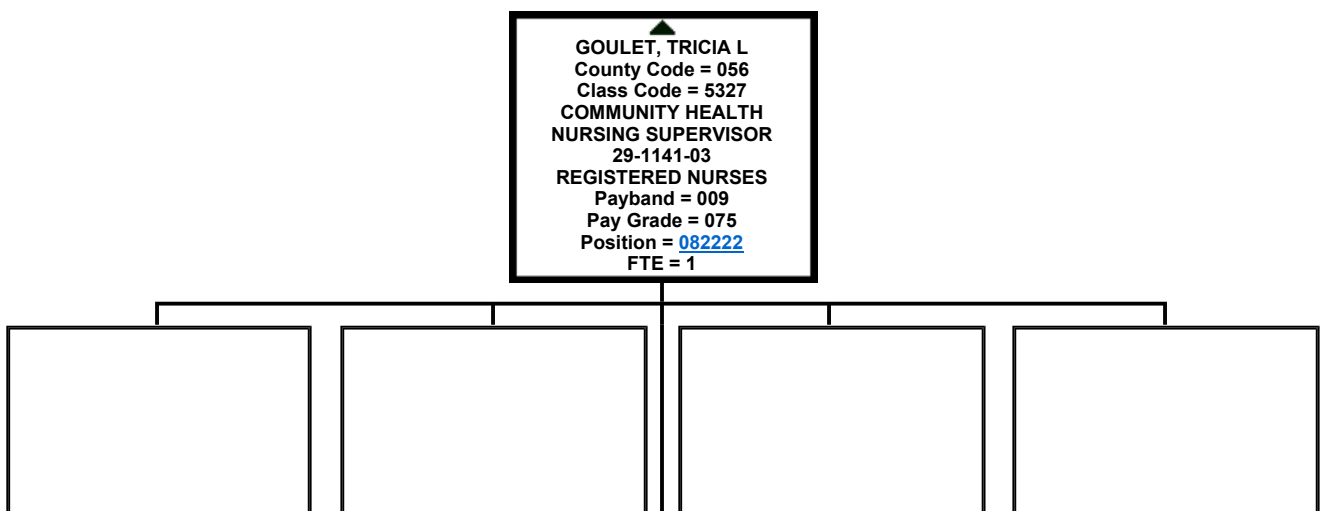 GOULET, TRICIA L
County Code = 056
Class Code = 5327
COMMUNITY HEALTH
NURSING SUPERVISOR
29-1141-03
REGISTERED NURSES
Payband = 009
Pay Grade = 075
Position = 082222
FTE = 1